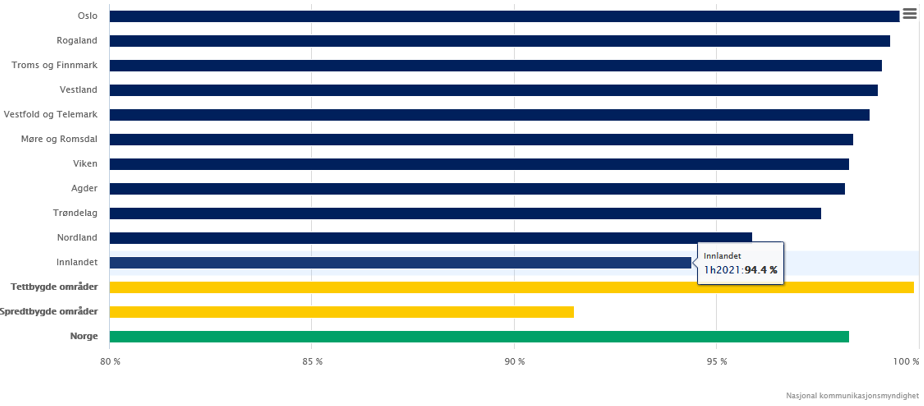 Oslo
Rogaland
Troms og Finnmark
Vestland
Vestfold og Telemark
Møre og Romsdal
Viken
Agder
Trøndelag
Nordland
Innlandet
Innlandet
1h2021:94.4 %
Tettbygde områder
Spredtbygde områder
Norge
80 % 85 % 90 % 95 % 100 %
Nasjonal kommunikasjonsmyndighet